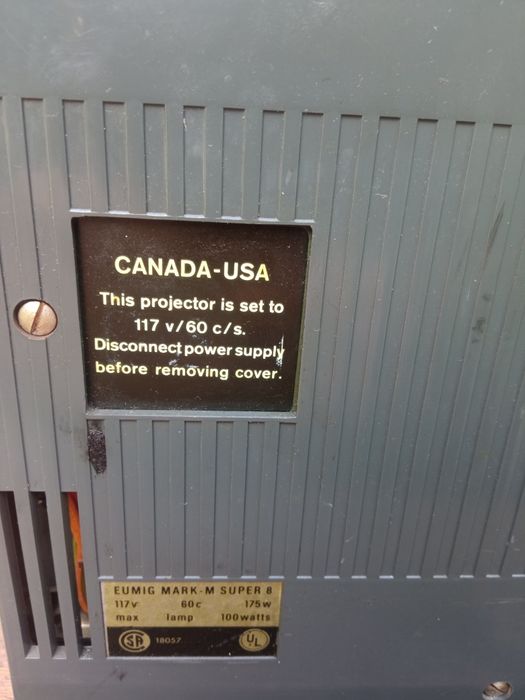 CANADA-USA
This projector is set to
117 v/60 c/s.
Disconnect power supply
before removing cover.
EUMIG MARK-M SUPER 8
117v 60c 175w
max lamp 100watts
SA 18057 UL